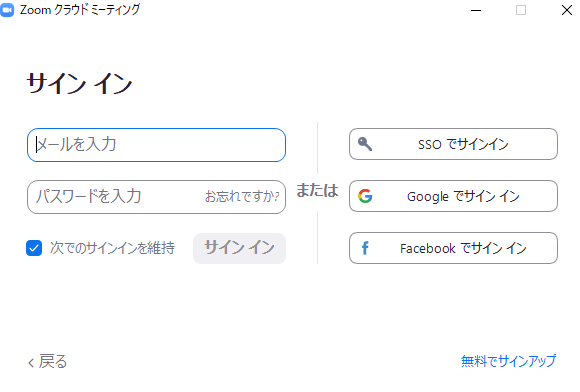 Zoom クラウド ミーティング
サイン イン
メールを入力
パスワードを入力 お忘れですか?
次でのサインインを維持 サイン イン
または
SSO でサインイン
Google でサイン イン
Facebook でサイン イン
戻る
無料でサインアップ